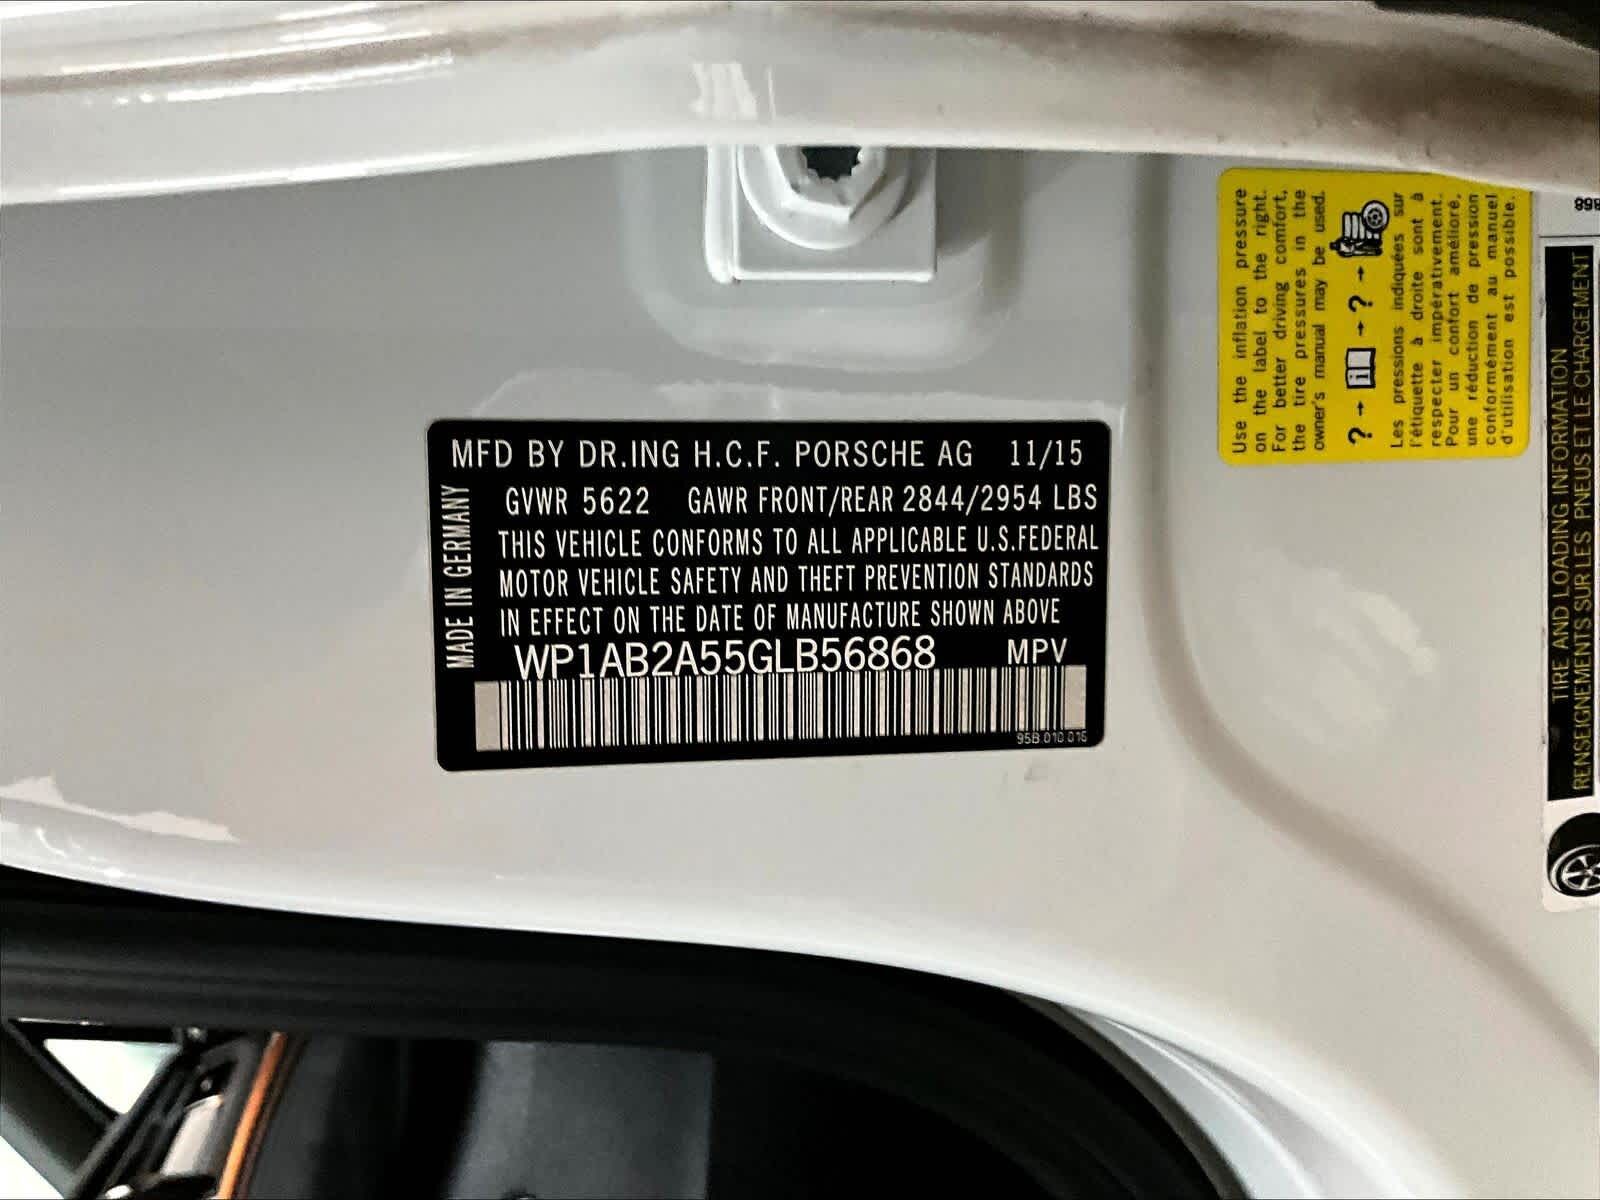 MFD BY DR.ING H.C.F. PORSCHE AG 11/15
GVWR 5622 GAWR FRONT/REAR 2844/2954 LBS
THIS VEHICLE CONFORMS TO ALL APPLICABLE U.S.FEDERAL
MOTOR VEHICLE SAFETY AND THEFT PREVENTION STANDARDS
IN EFFECT ON THE DATE OF MANUFACTURE SHOWN ABOVE
WP1AB2A55GLB56868 MPV
95B.010.016
MADE IN GERMANY
Use the inflation pressure
on the label to the right.
For better driving comfort,
the tire pressures in the
owner's manual may be used.
? → i → ? →
Les pressions indiquées sur
l'étiquette à droite sont à
respecter impérativement.
Pour un confort amélioré,
une réduction de pression
conformément au manuel
d'utilisation est possible.
TIRE AND LOADING INFORMATION
RENSEIGNEMENTS SUR LES PNEUS ET LE CHARGEMENT